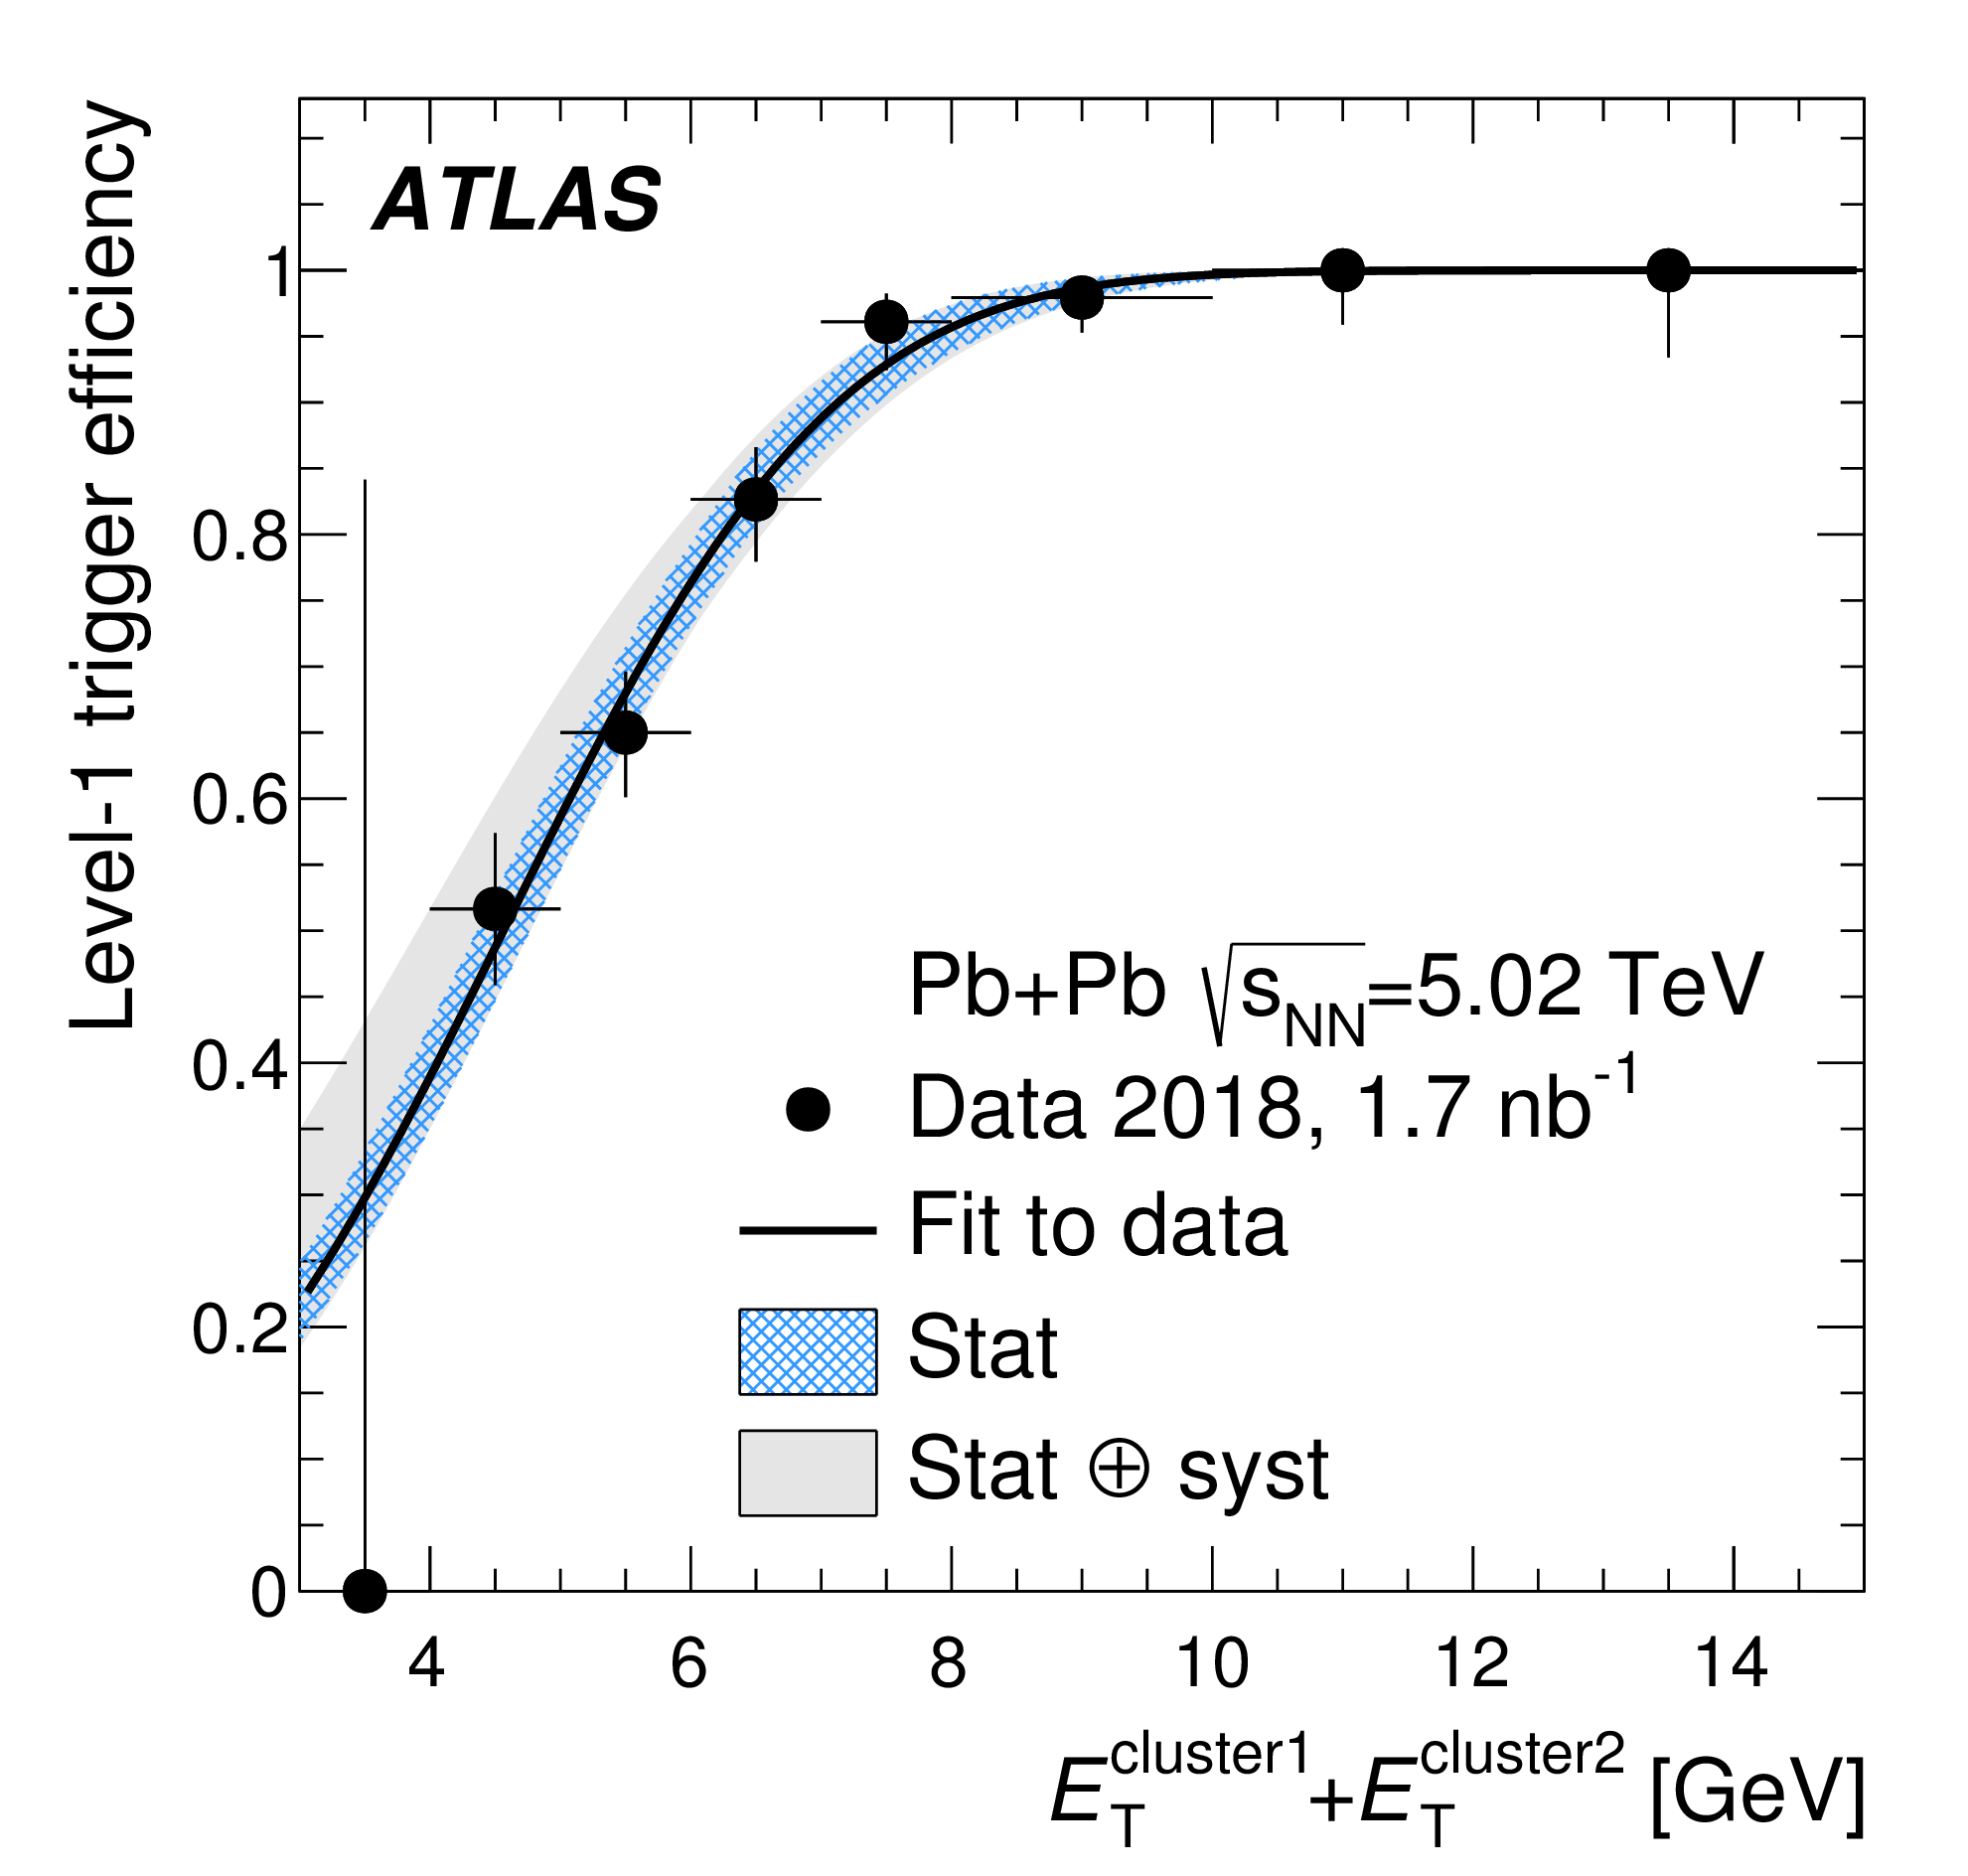 ATLAS
Level-1 trigger efficiency
1
0.8
0.6
0.4
0.2
0
Pb+Pb √sNN=5.02 TeV
Data 2018, 1.7 nb-1
Fit to data
Stat
Stat ⊕ syst
4 6 8 10 12 14
ETcluster1+ETcluster2 [GeV]